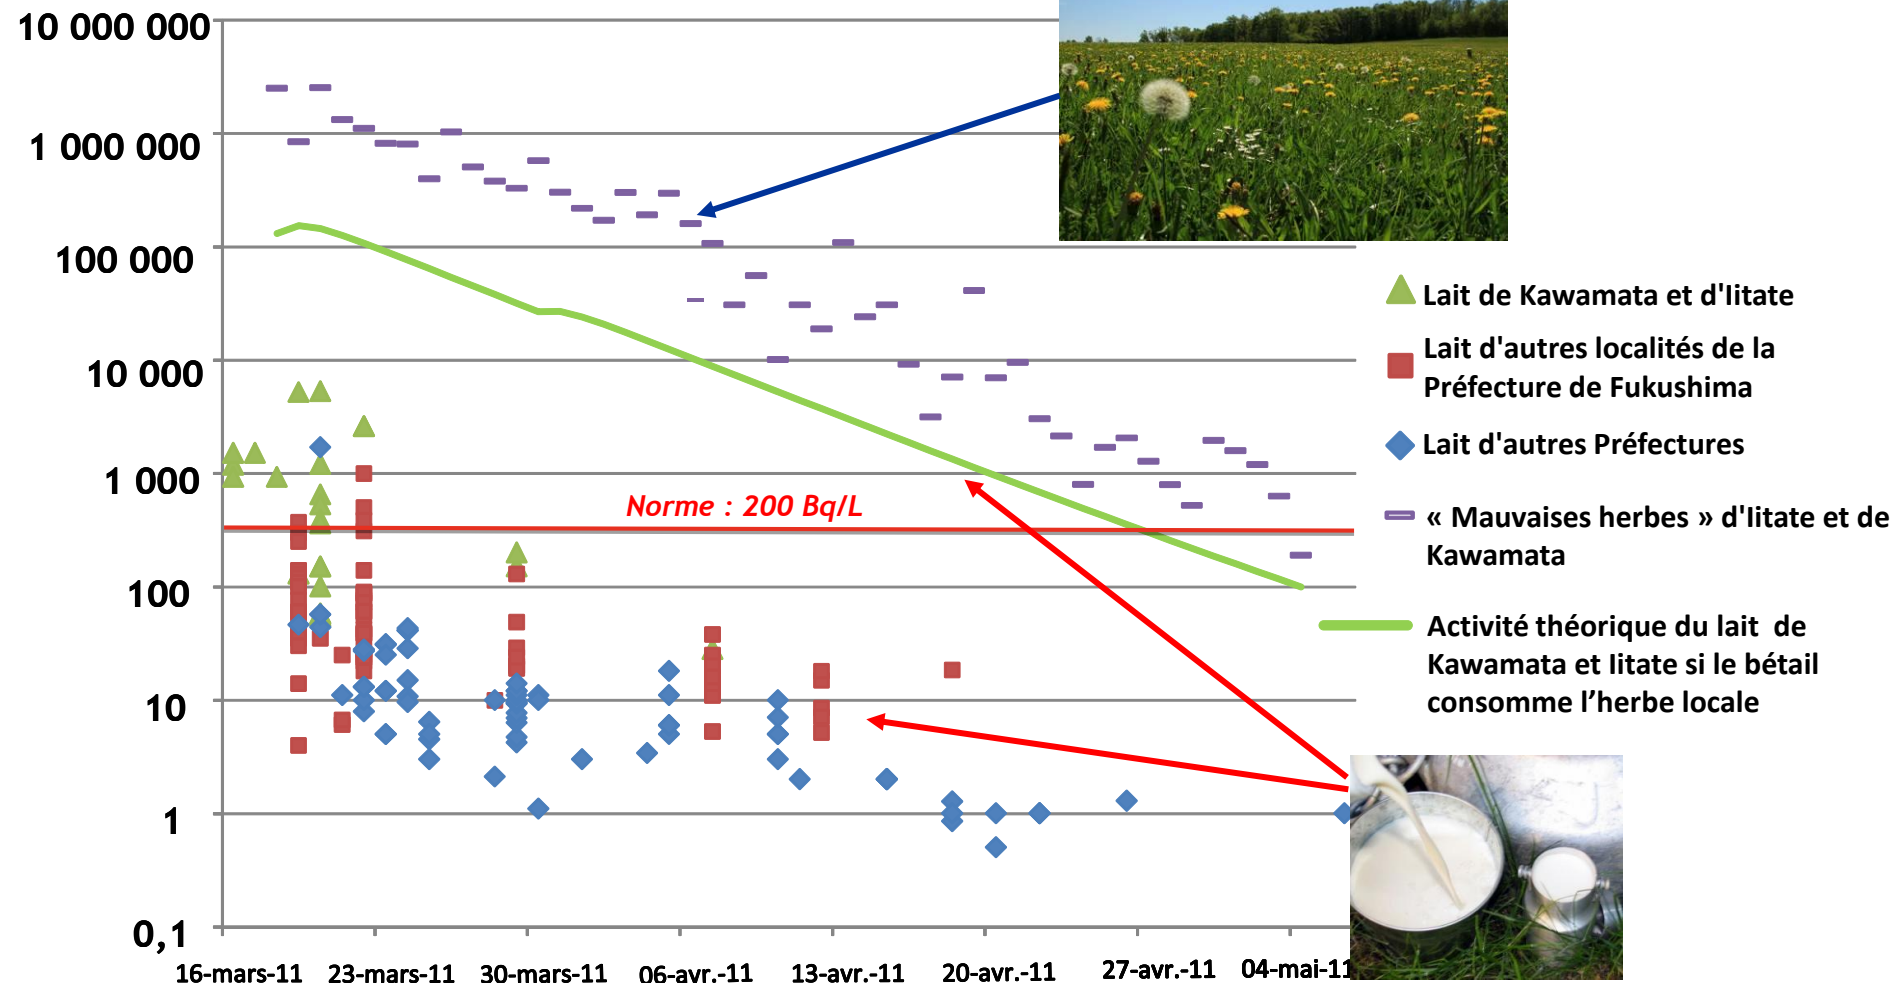 10 000 000
1 000 000
100 000
10 000
1 000
100
10
1
0,1
Norme : 200 Bq/L
16-mars-11 23-mars-11 30-mars-11 06-avr.-11 13-avr.-11 20-avr.-11 27-avr.-11 04-mai-11
Lait de Kawamata et d'Iitate
Lait d'autres localités de la
Préfecture de Fukushima
Lait d'autres Préfectures
« Mauvaises herbes » d'Iitate et de
Kawamata
Activité théorique du lait de
Kawamata et Iitate si le bétail
consomme l’herbe locale